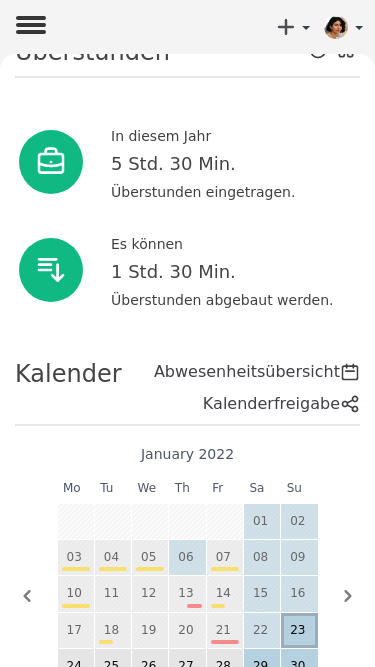 Überstunden
In diesem Jahr
5 Std. 30 Min.
Überstunden eingetragen.
Es können
1 Std. 30 Min.
Überstunden abgebaut werden.
Kalender
Abwesenheitsübersicht
Kalenderfreigabe
January 2022
Mo Tu We Th Fr Sa Su
01 02
03 04 05 06 07 08 09
10 11 12 13 14 15 16
17 18 19 20 21 22 23
24 25 26 27 28 29 30